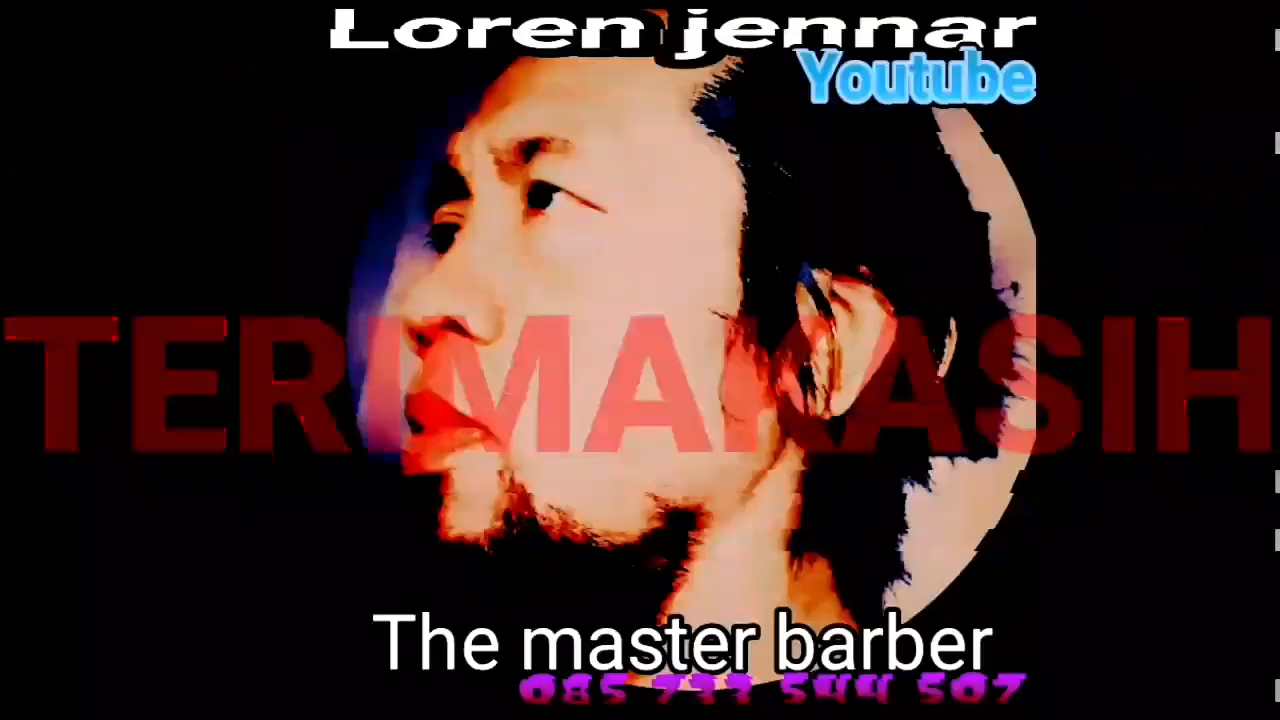 Loren jennar
Youtube
TERIMAKASIH
The master barber
085 733 544 507